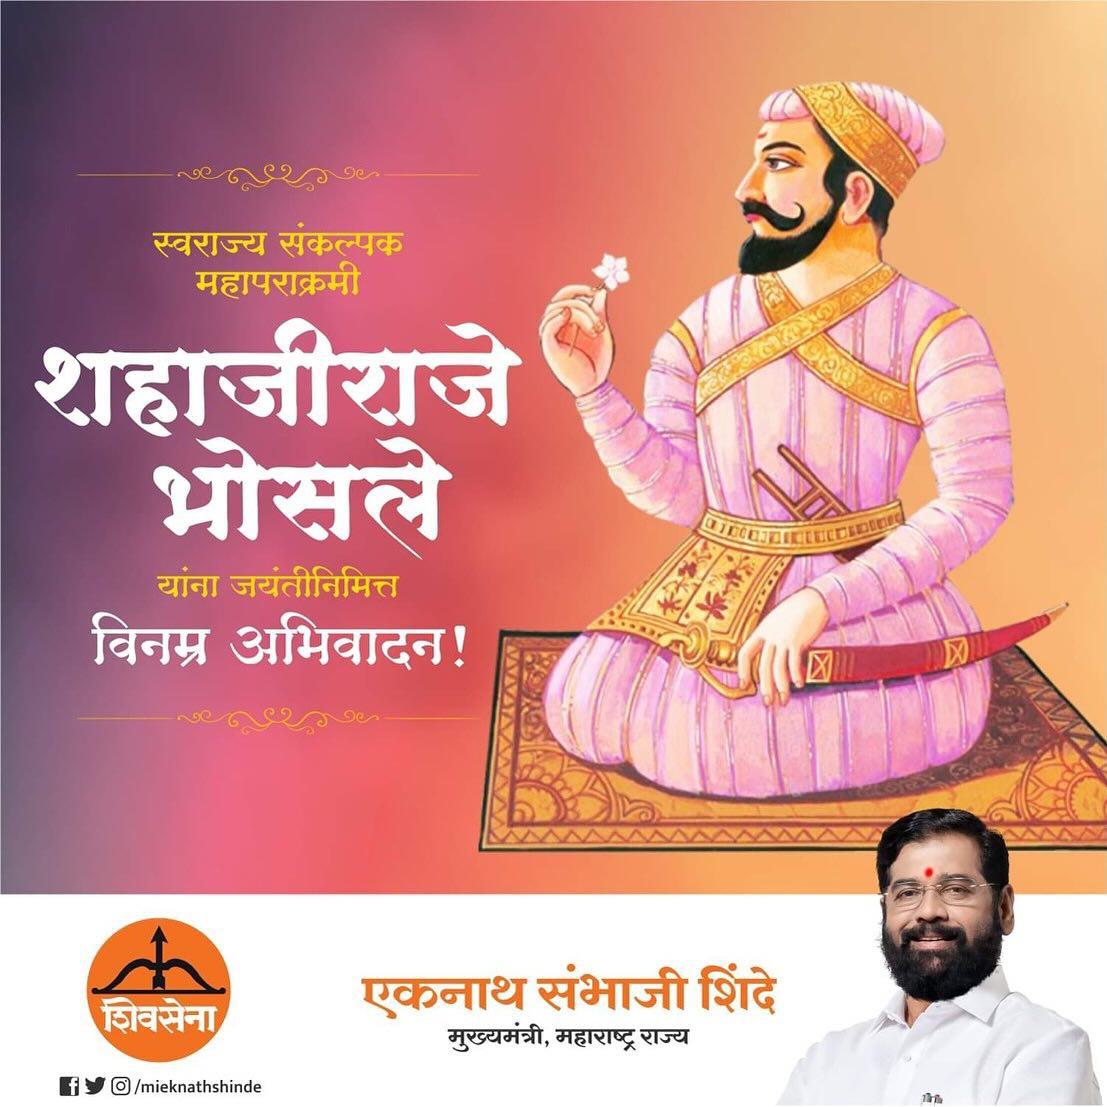 स्वराज्य संकल्पक
महापराक्रमी
शहाजीराजे
भोसले
यांना जयंतीनिमित्त
विनम्र अभिवादन!
शिवसेना
/mieknathshinde
एकनाथ संभाजी शिंदे
मुख्यमंत्री, महाराष्ट्र राज्य